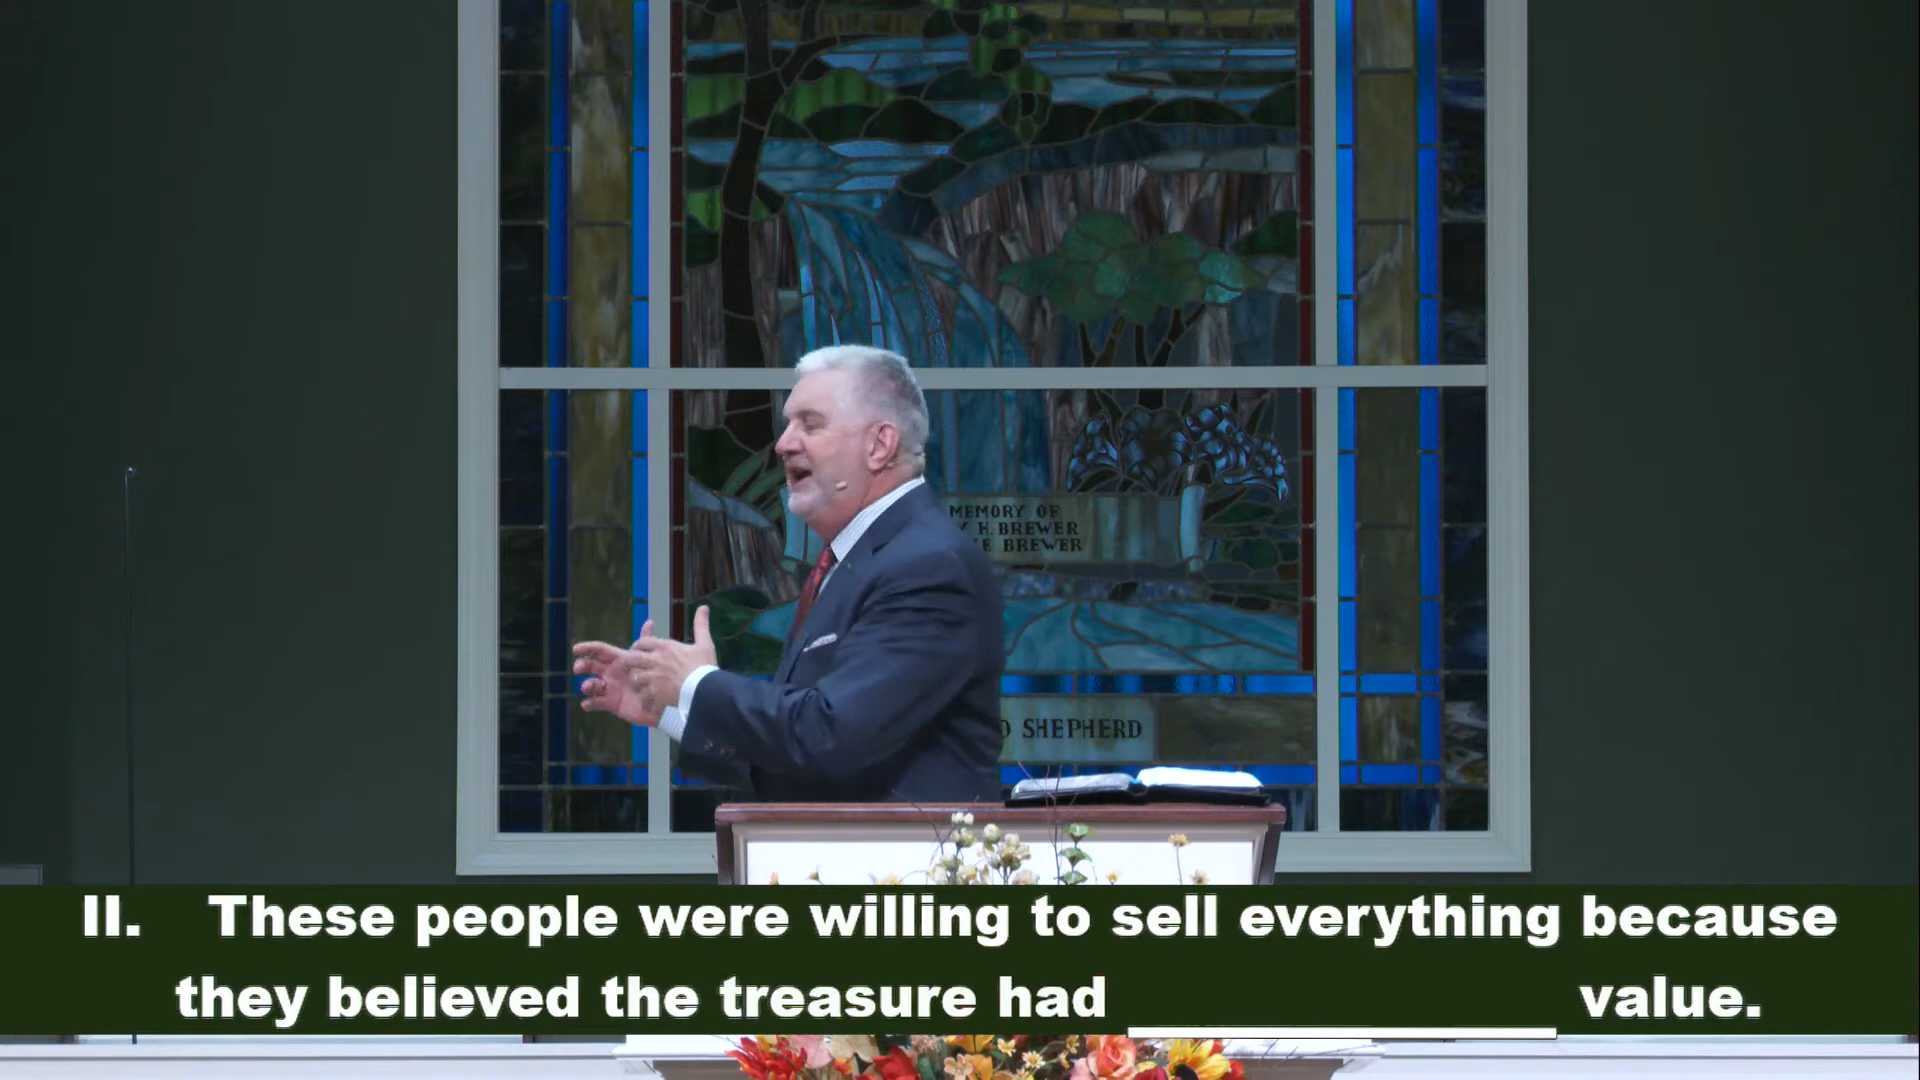 MEMORY OF
H. BREWER
BREWER
SHEPHERD
II. These people were willing to sell everything because
they believed the treasure had ____________ value.